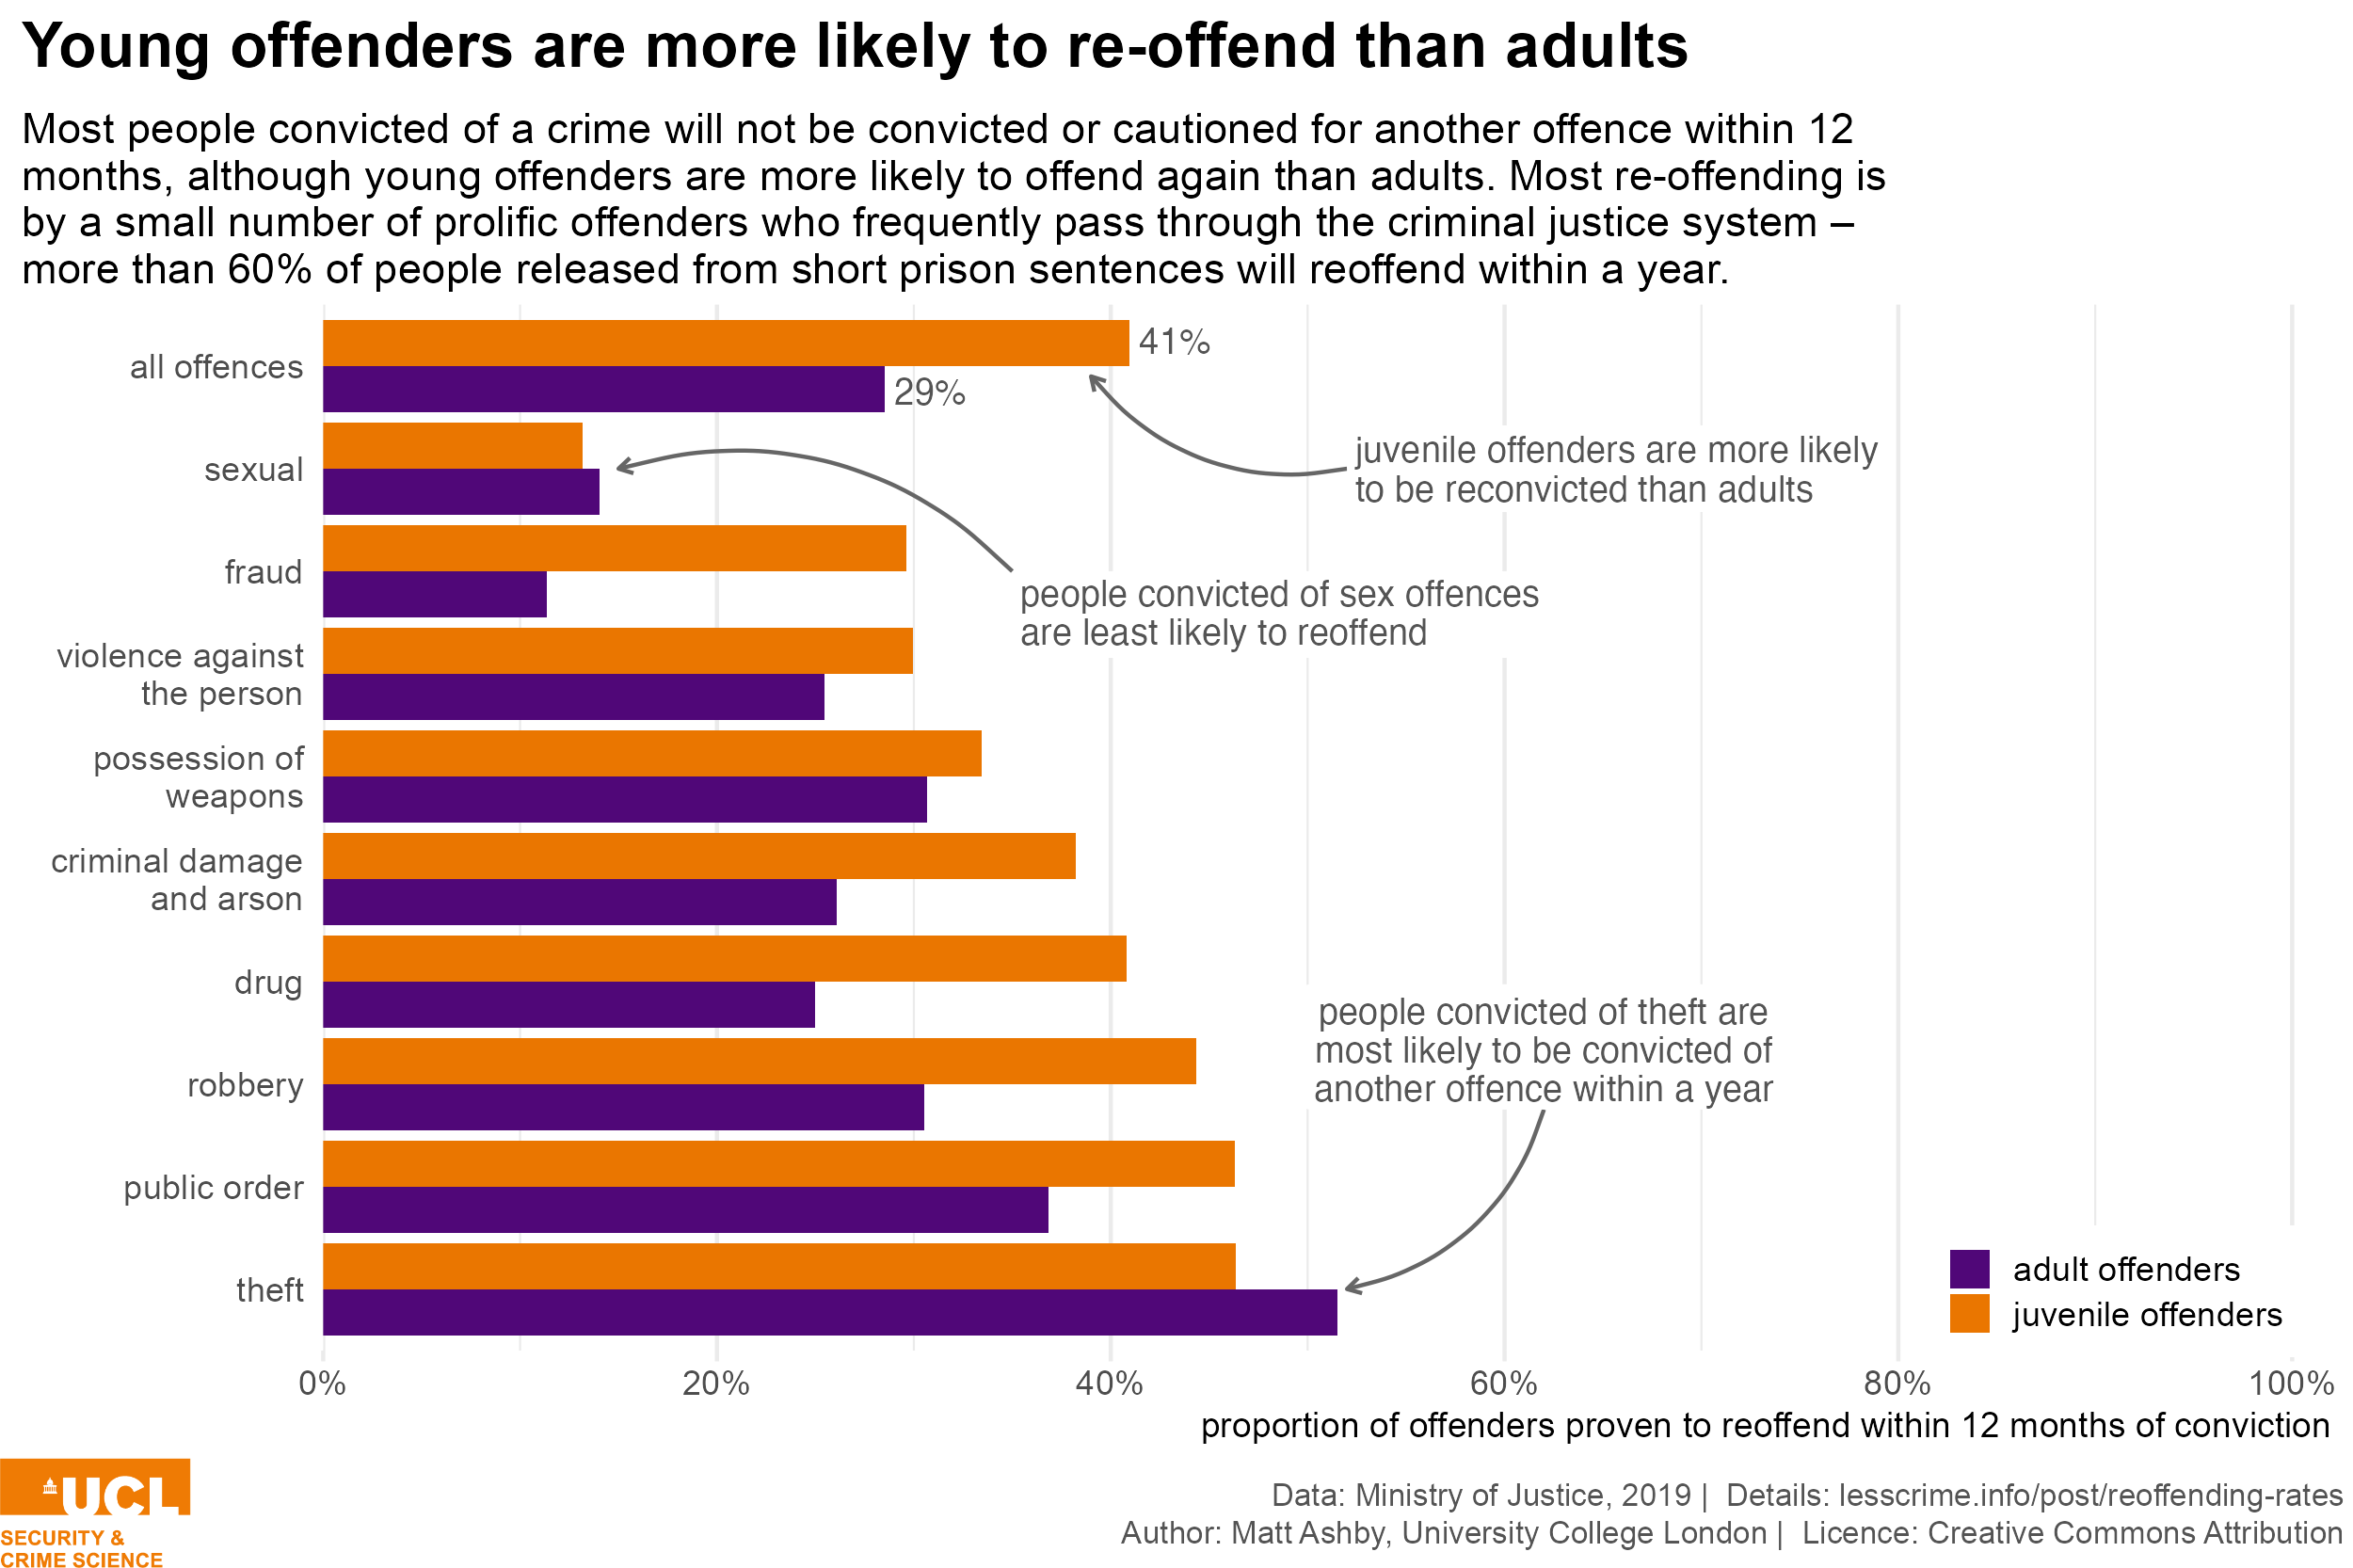 Young offenders are more likely to re-offend than adults
Most people convicted of a crime will not be convicted or cautioned for another offence within 12
months, although young offenders are more likely to offend again than adults. Most re-offending is
by a small number of prolific offenders who frequently pass through the criminal justice system –
more than 60% of people released from short prison sentences will reoffend within a year.
all offences
41%
29%
juvenile offenders are more likely
to be reconvicted than adults
sexual
people convicted of sex offences
are least likely to reoffend
fraud
violence against
the person
possession of
weapons
criminal damage
and arson
drug
people convicted of theft are
most likely to be convicted of
another offence within a year
robbery
public order
theft
adult offenders
juvenile offenders
0% 20% 40% 60% 80% 100%
proportion of offenders proven to reoffend within 12 months of conviction
UCL
SECURITY &
CRIME SCIENCE
Data: Ministry of Justice, 2019 | Details: lesscrime.info/post/reoffending-rates
Author: Matt Ashby, University College London | Licence: Creative Commons Attribution